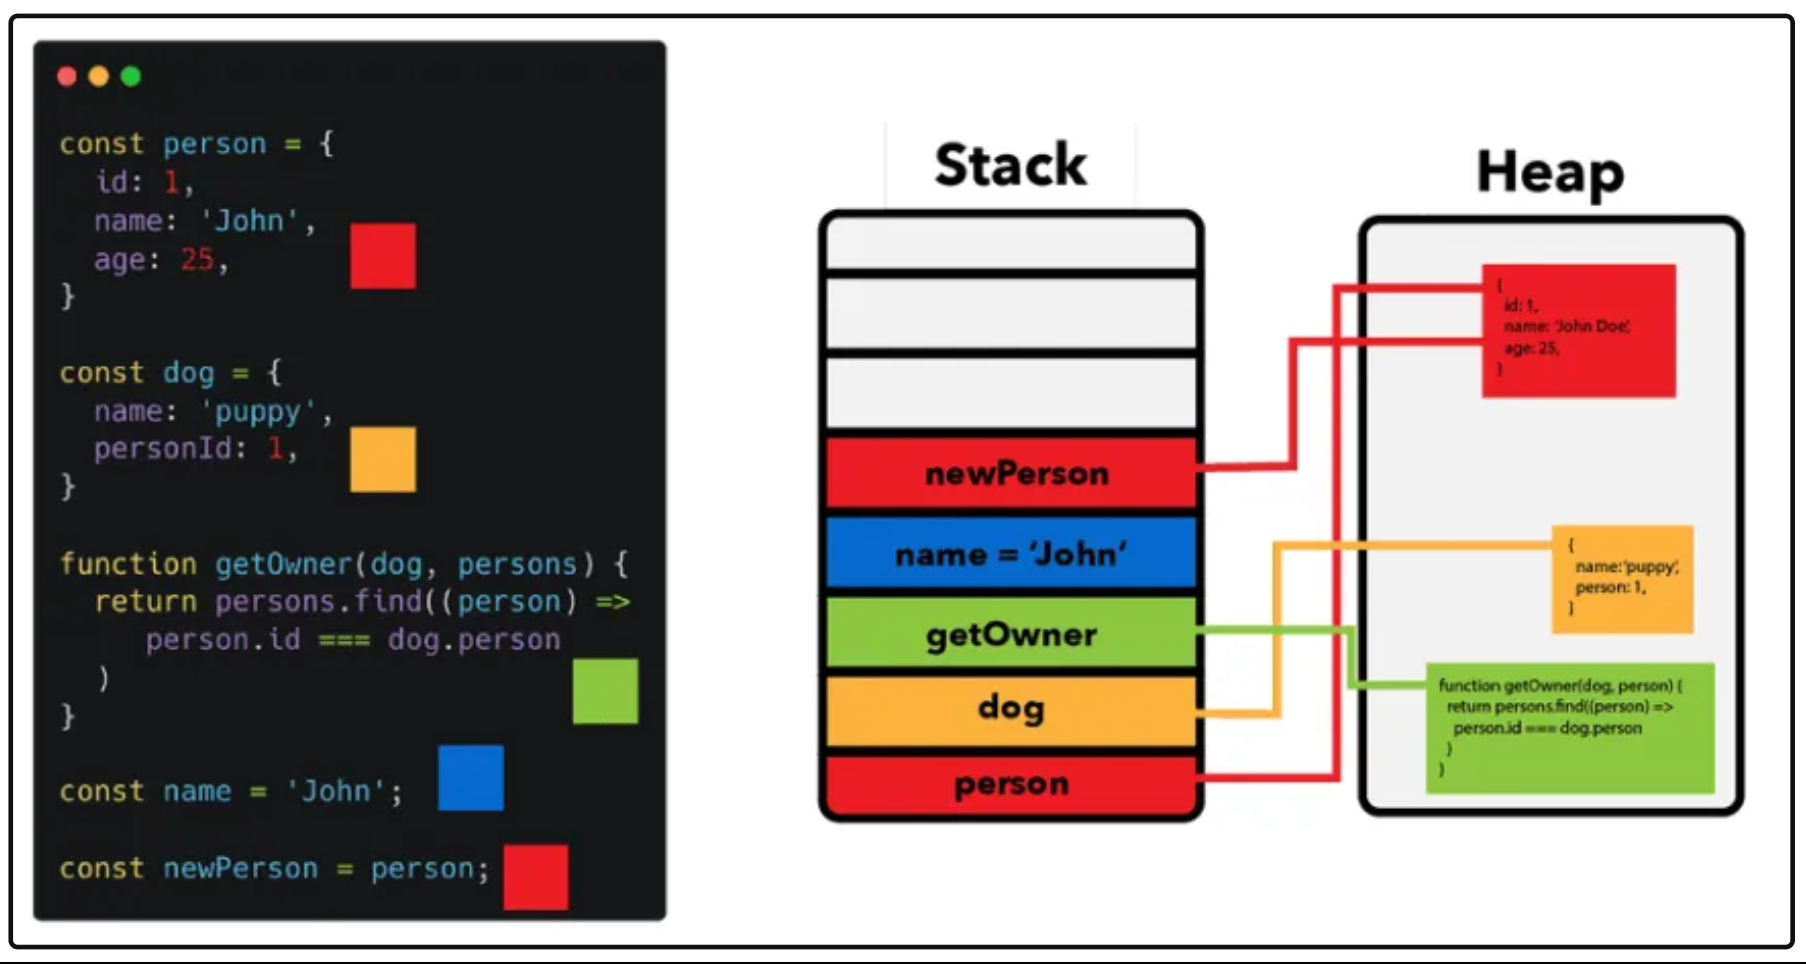 const person = {
id: 1,
name: 'John',
age: 25,
}
const dog = {
name: 'puppy',
personId: 1,
}
function getOwner(dog, persons) {
return persons.find((person) =>
person.id === dog.person
)
}
const name = 'John';
const newPerson = person;
Stack
newPerson
name = ‘John’
getOwner
dog
person
Heap
{
id: 1,
name: ‘John Doe’,
age: 25,
}
{
name:‘puppy’,
person: 1,
}
function getOwner(dog, person) {
return persons.find((person) =>
person.id === dog.person
)
)